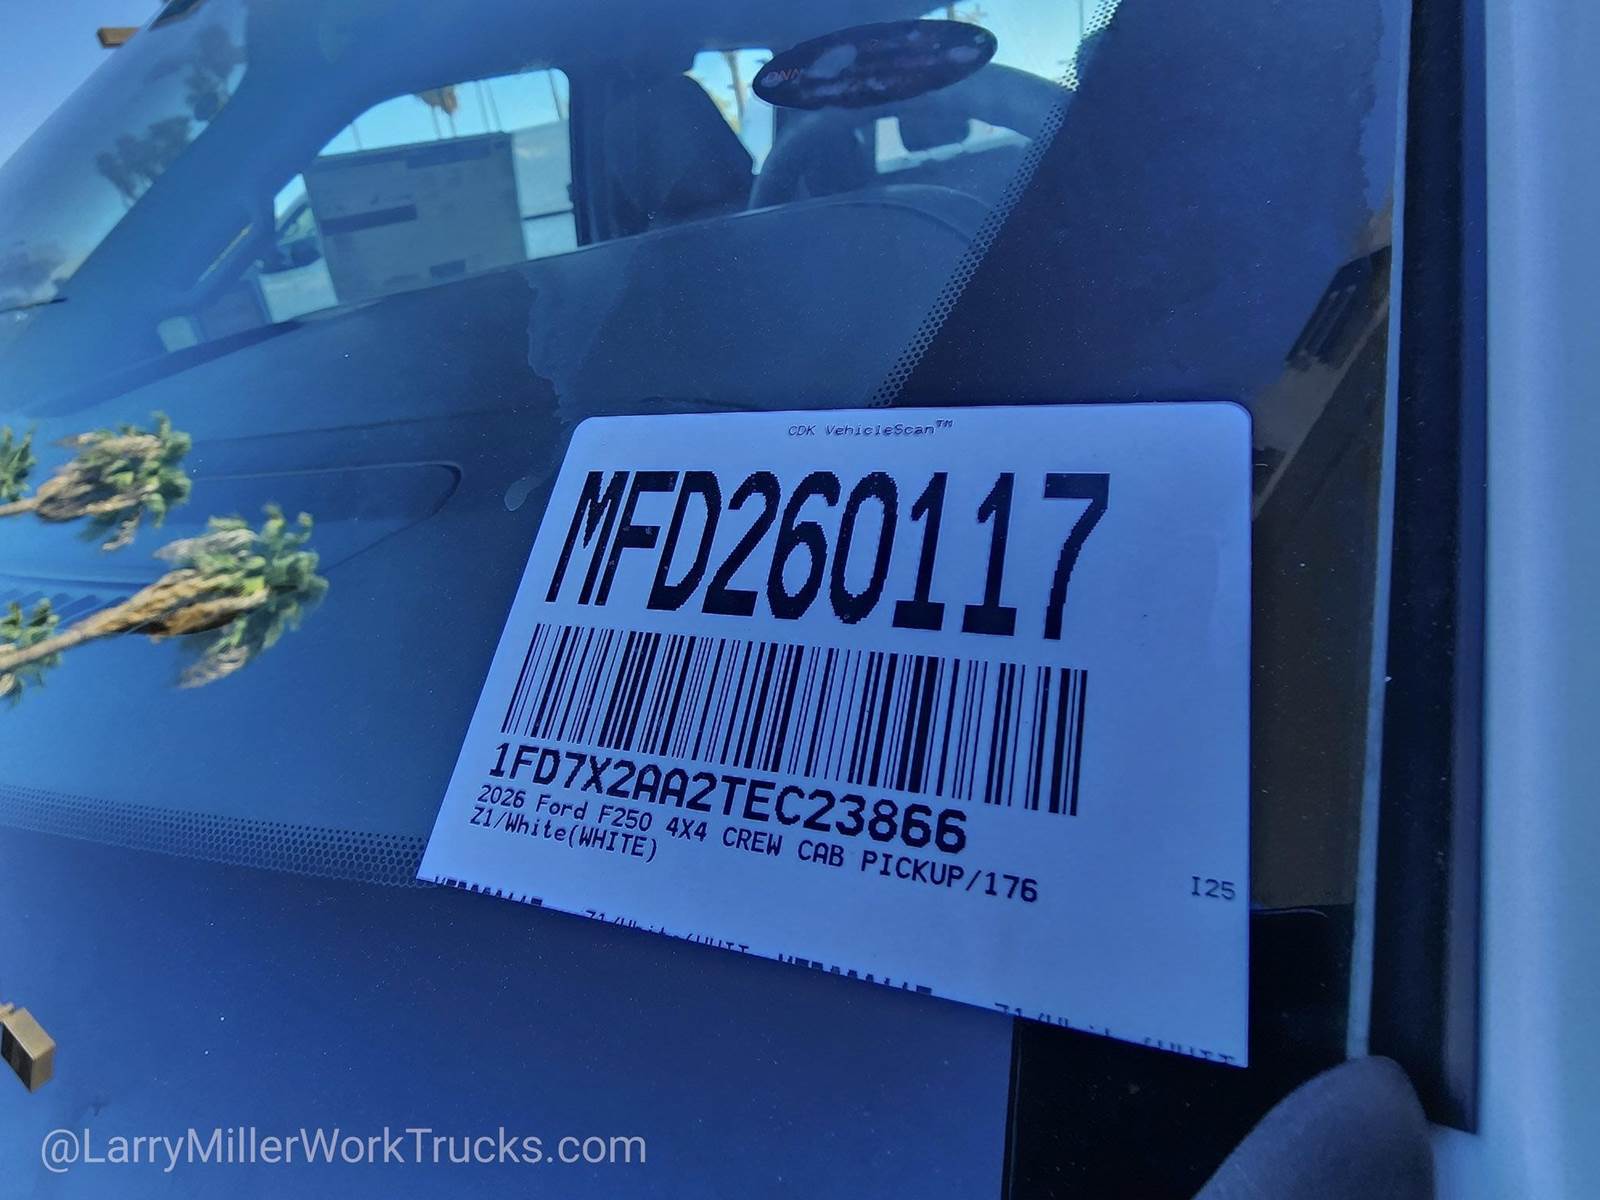 CDK VehicleScan™
MFD260117
1FD7X2AA2TEC23866
2026 Ford F250 4X4 CREW CAB PICKUP/176
Z1/White(WHITE)
I25
@LarryMillerWorkTrucks.com